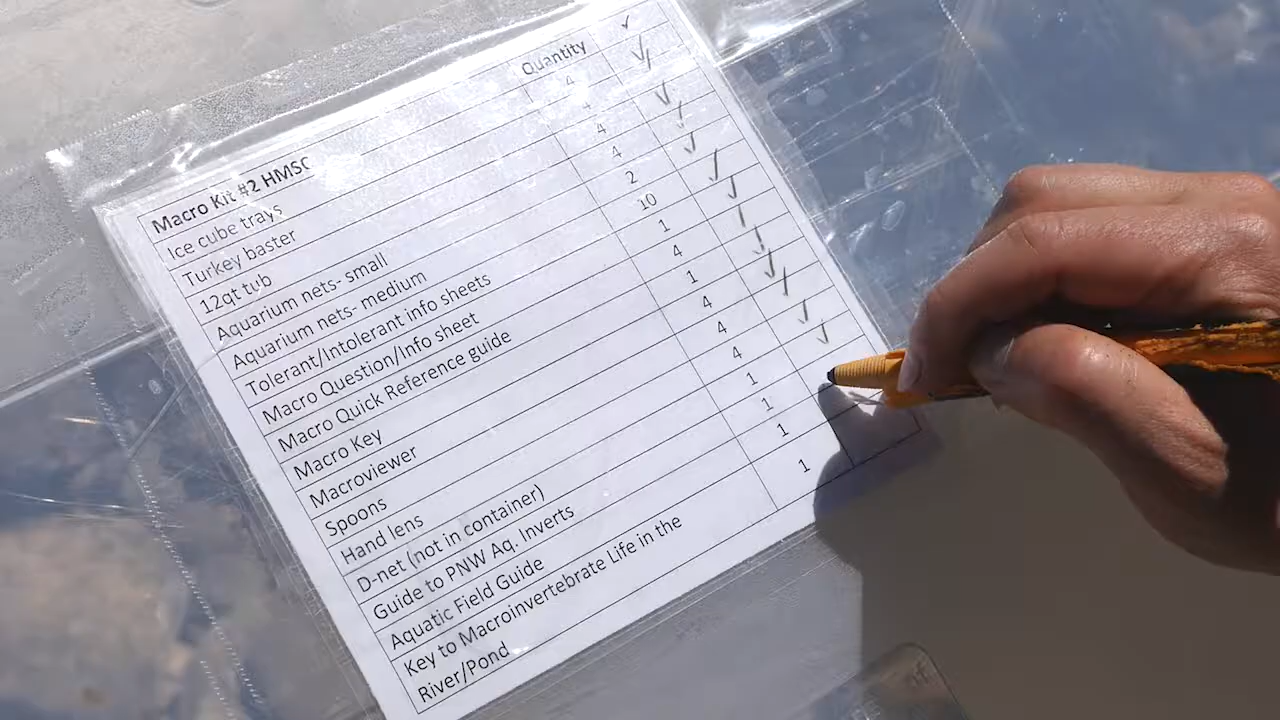 Macro Kit #2 HMSC Quantity
Ice cube trays 4
Turkey baster 4
12qt tub 4
Aquarium nets- small 4
Aquarium nets- medium 2
Tolerant/Intolerant info sheets 10
Macro Question/Info sheet 1
Macro Quick Reference guide 4
Macro Key 1
Macroviewer 4
Spoons 4
Hand lens 4
D-net (not in container) 1
Guide to PNW Aq. Inverts 1
Aquatic Field Guide 1
Key to Macroinvertebrate Life in the 1
River/Pond